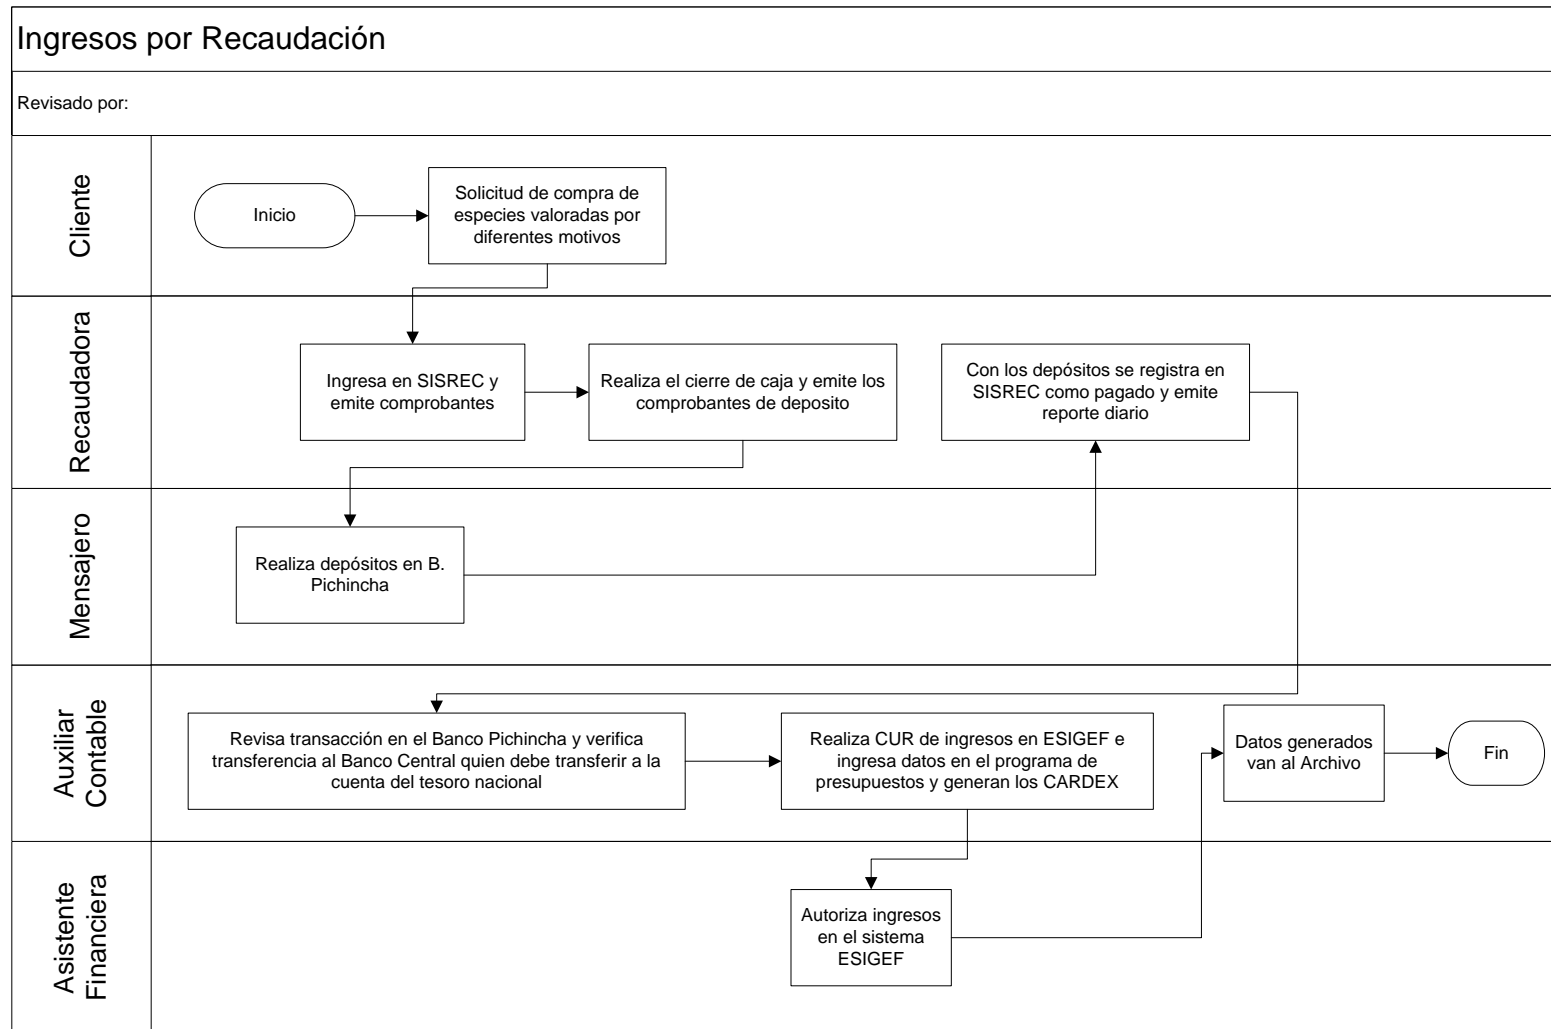 Ingresos por Recaudación
Revisado por:
Cliente
Inicio
Solicitud de compra de
especies valoradas por
diferentes motivos
Recaudadora
Ingresa en SISREC y
emite comprobantes
Realiza el cierre de caja y emite los
comprobantes de deposito
Con los depósitos se registra en
SISREC como pagado y emite
reporte diario
Mensajero
Realiza depósitos en B.
Pichincha
Auxiliar
Contable
Revisa transacción en el Banco Pichincha y verifica
transferencia al Banco Central quien debe transferir a la
cuenta del tesoro nacional
Realiza CUR de ingresos en ESIGEF e
ingresa datos en el programa de
presupuestos y generan los CARDEX
Datos generados
van al Archivo
Fin
Asistente
Financiera
Autoriza ingresos
en el sistema
ESIGEF